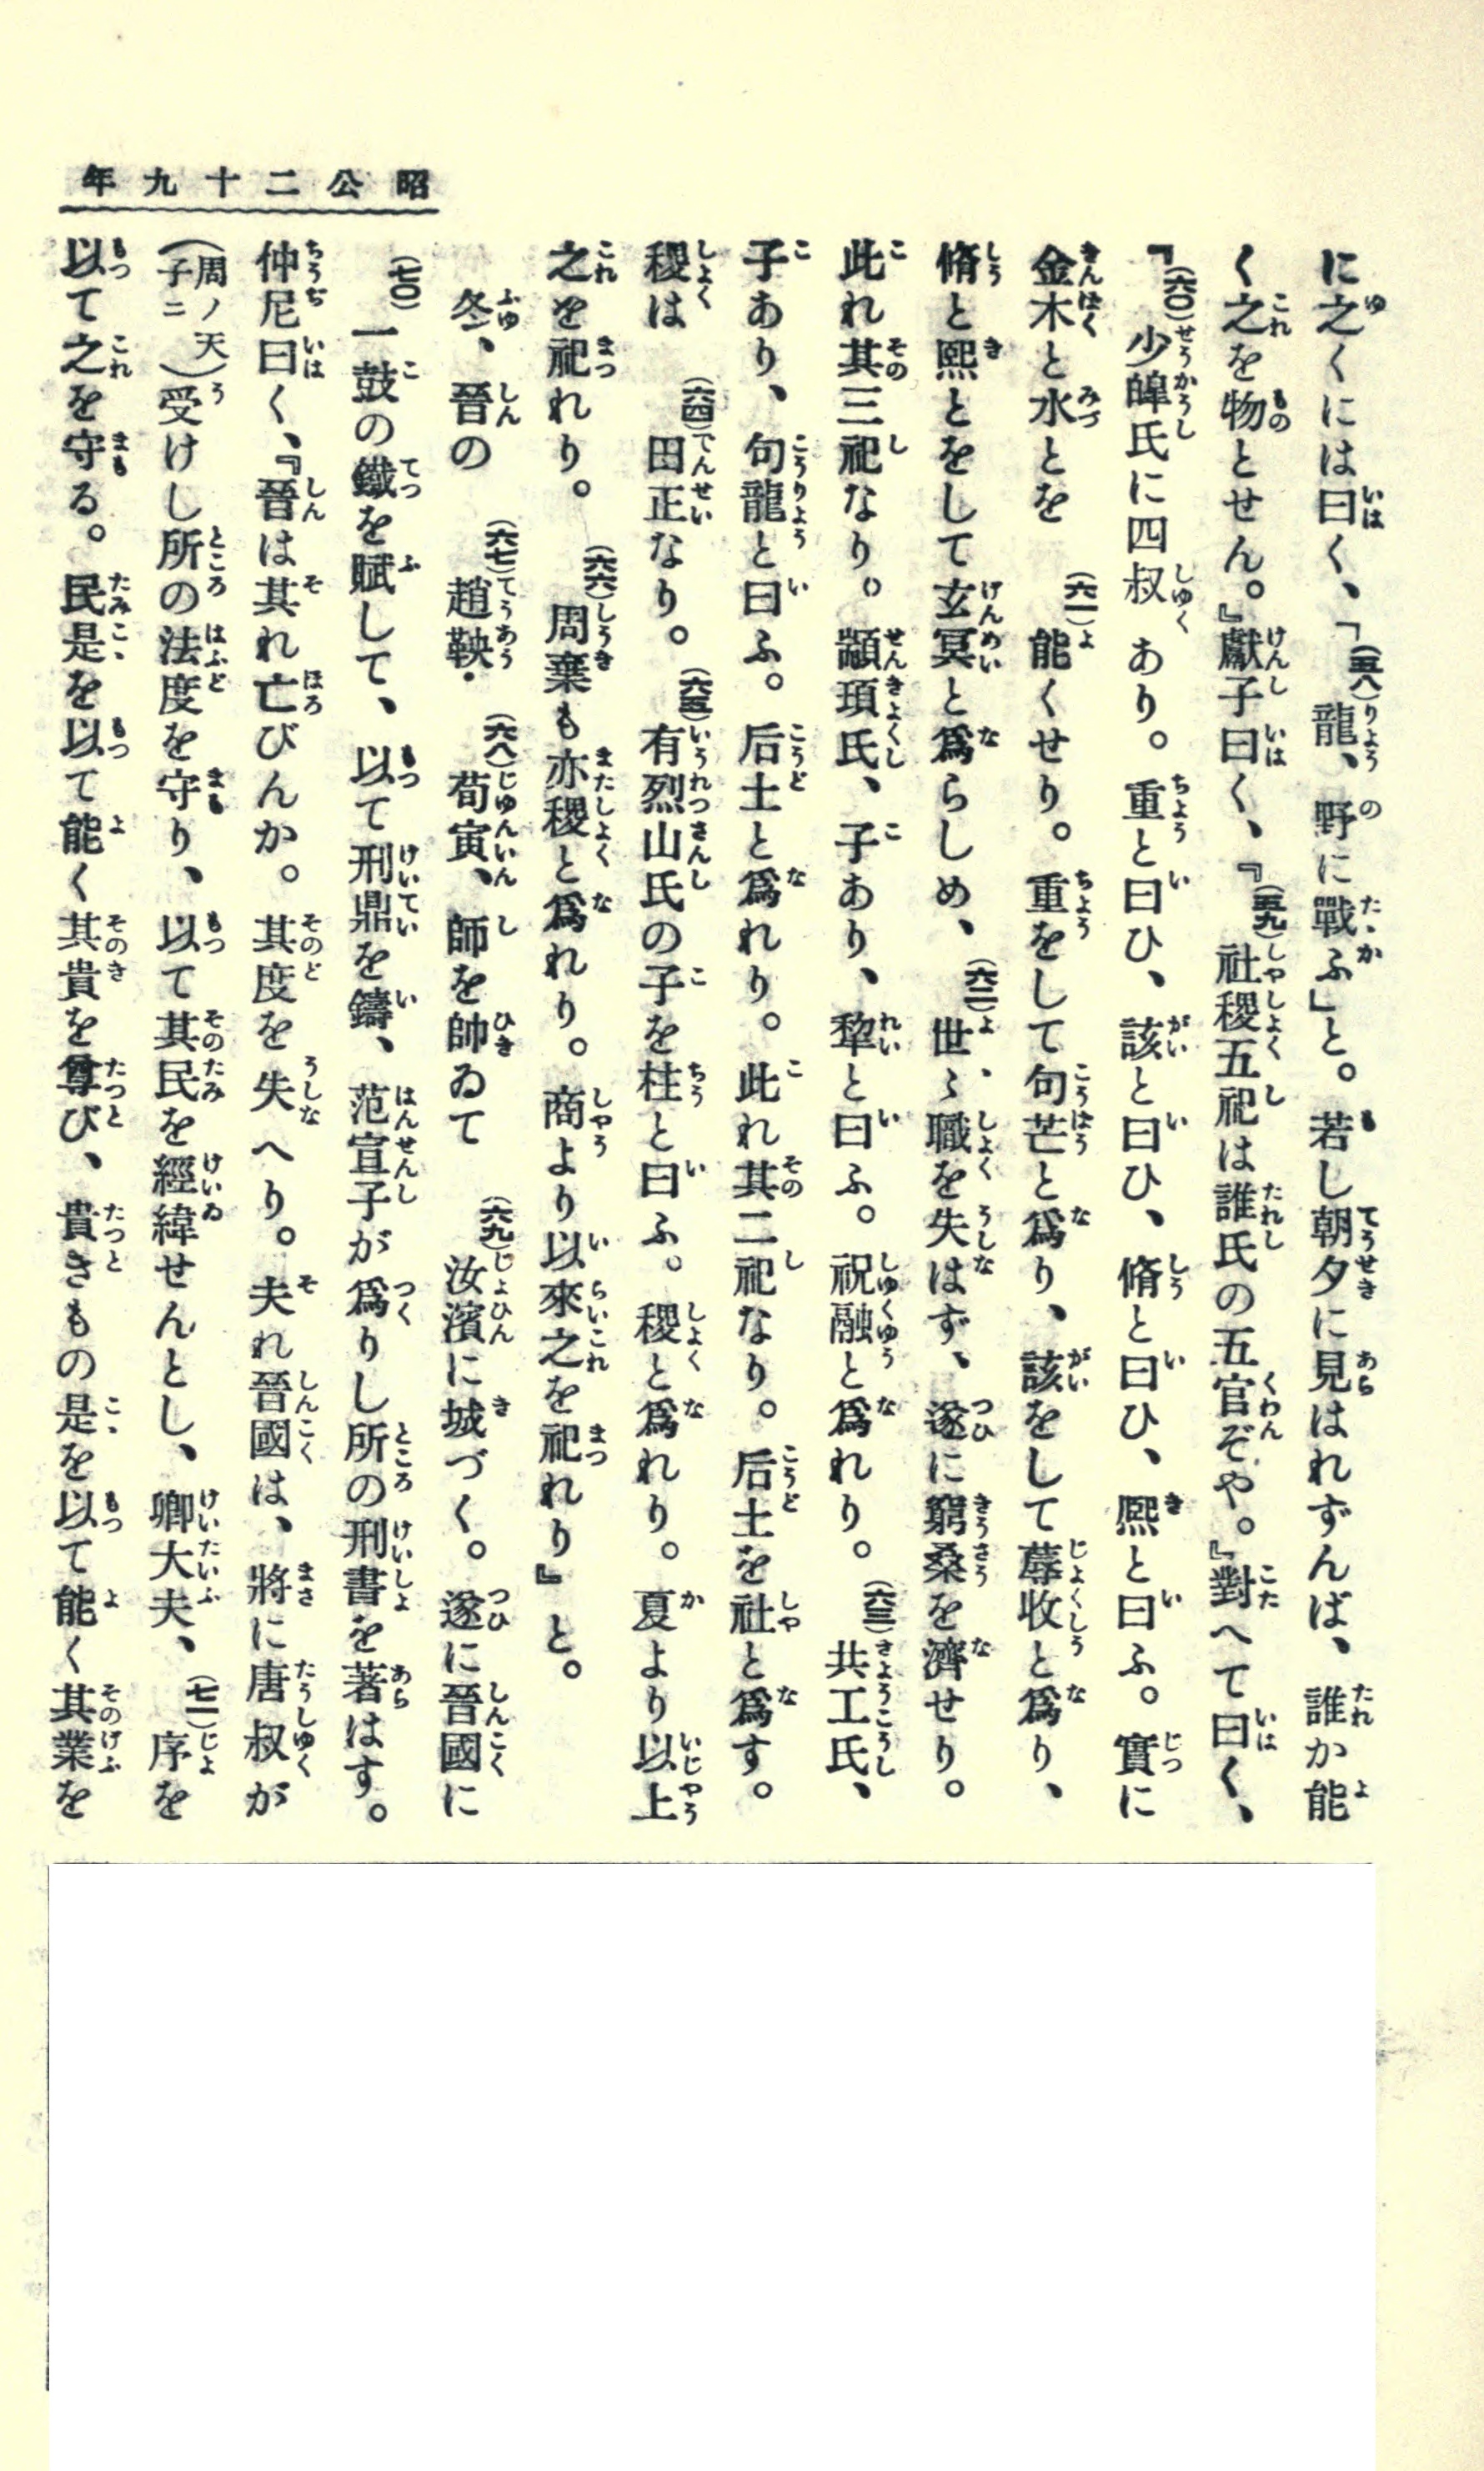 昭公二十九年
に之くには曰く、「(五八)龍、野に戰ふ」と。若し朝夕に見はれずんば、誰か能
く之を物とせん。』獻子曰く、『(五九)社稷五祀は誰氏の五官ぞや。』對へて曰く、
『(六〇)少皥氏に四叔あり。重と曰ひ、該と曰ひ、脩と曰ひ、熙と曰ふ。實に
金木と水とを(六一)能くせり。重をして句芒と爲り、該をして蓐收と爲り、
脩と熙とをして玄冥と爲らしめ、(六二)世〻職を失はず、遂に窮桑を濟せり。
此れ其三祀なり。顓頊氏、子あり、犂と曰ふ。祝融と爲れり。(六三)共工氏、
子あり、句龍と曰ふ。后土と爲れり。此れ其二祀なり。后土を社と爲す。
稷は(六四)田正なり。(六五)有烈山氏の子を柱と曰ふ。稷と爲れり。夏より以上
之を祀れり。(六六)周棄も亦稷と爲れり。商より以來之を祀れり』と。
冬、晉の(六七)趙鞅・(六八)荀寅、師を帥ゐて(六九)汝濱に城づく。遂に晉國に
(七〇)一鼓の鐵を賦して、以て刑鼎を鑄、范宣子が爲りし所の刑書を著はす。
仲尼曰く、『晉は其れ亡びんか。其度を失へり。夫れ晉國は、將に唐叔が
(周ノ天子ニ)受けし所の法度を守り、以て其民を經緯せんとし、卿大夫、(七一)序を
以て之を守る。民是を以て能く其貴を尊び、貴きもの是を以て能く其業を